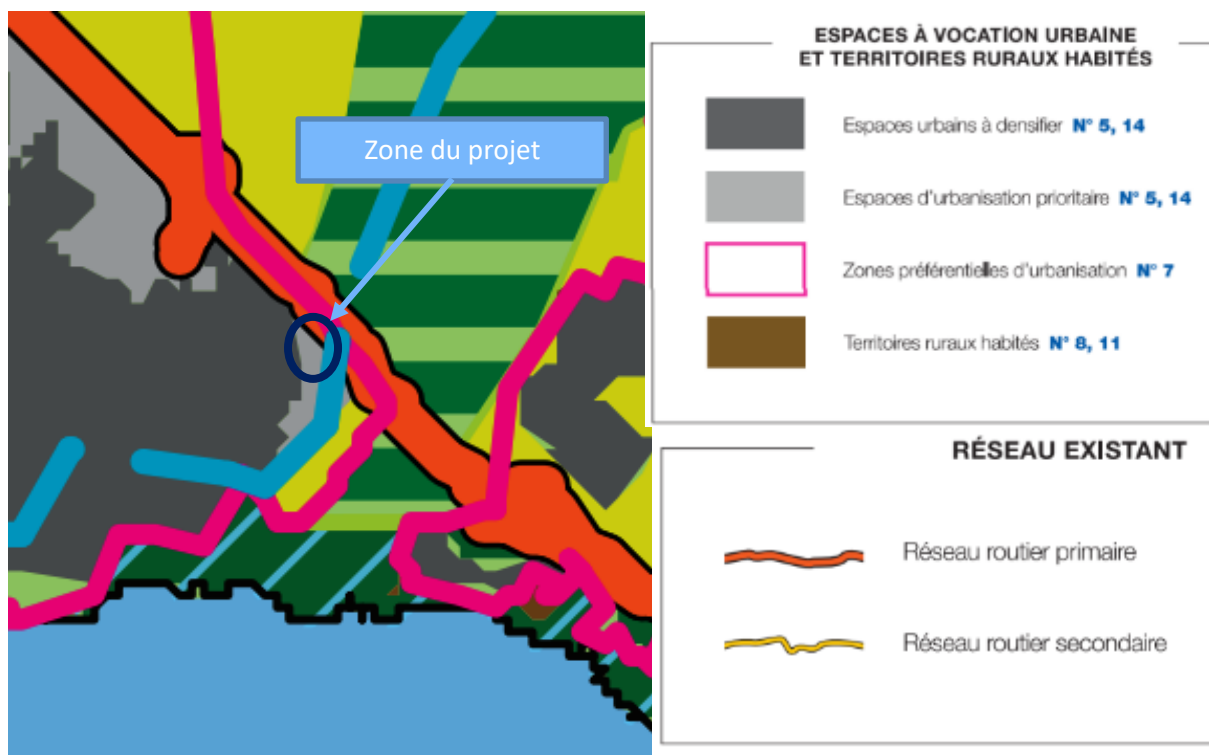 Zone du projet
ESPACES À VOCATION URBAINE
ET TERRITOIRES RURAUX HABITÉS
Espaces urbains à densifier N° 5, 14
Espaces d'urbanisation prioritaire N° 5, 14
Zones préférentielles d'urbanisation N° 7
Territoires ruraux habités N° 8, 11
RÉSEAU EXISTANT
Réseau routier primaire
Réseau routier secondaire